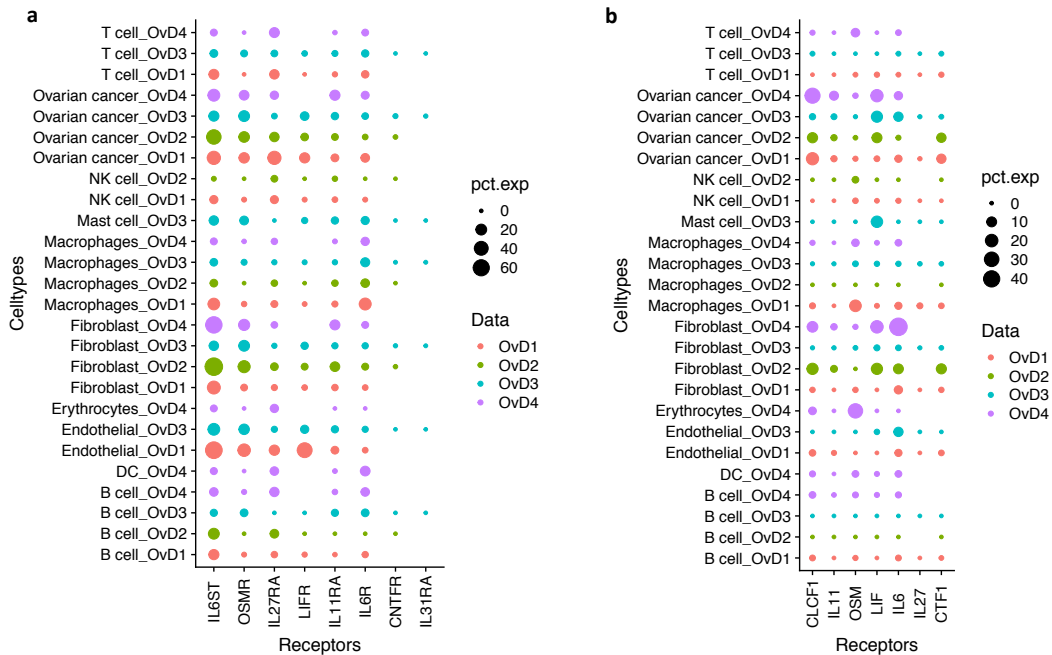 a
Celltypes
T cell_OvD4
T cell_OvD3
T cell_OvD1
Ovarian cancer_OvD4
Ovarian cancer_OvD3
Ovarian cancer_OvD2
Ovarian cancer_OvD1
NK cell_OvD2
NK cell_OvD1
Mast cell_OvD3
Macrophages_OvD4
Macrophages_OvD3
Macrophages_OvD2
Macrophages_OvD1
Fibroblast_OvD4
Fibroblast_OvD3
Fibroblast_OvD2
Fibroblast_OvD1
Erythrocytes_OvD4
Endothelial_OvD3
Endothelial_OvD1
DC_OvD4
B cell_OvD4
B cell_OvD3
B cell_OvD2
B cell_OvD1
IL6ST
OSMR
IL27RA
LIFR
IL11RA
IL6R
CNTFR
IL31RA
Receptors
pct.exp
0
20
40
60
Data
OvD1
OvD2
OvD3
OvD4
b
Celltypes
T cell_OvD4
T cell_OvD3
T cell_OvD1
Ovarian cancer_OvD4
Ovarian cancer_OvD3
Ovarian cancer_OvD2
Ovarian cancer_OvD1
NK cell_OvD2
NK cell_OvD1
Mast cell_OvD3
Macrophages_OvD4
Macrophages_OvD3
Macrophages_OvD2
Macrophages_OvD1
Fibroblast_OvD4
Fibroblast_OvD3
Fibroblast_OvD2
Fibroblast_OvD1
Erythrocytes_OvD4
Endothelial_OvD3
Endothelial_OvD1
DC_OvD4
B cell_OvD4
B cell_OvD3
B cell_OvD2
B cell_OvD1
CLCF1
IL11
OSM
LIF
IL6
IL27
CTF1
Receptors
pct.exp
0
10
20
30
40
Data
OvD1
OvD2
OvD3
OvD4